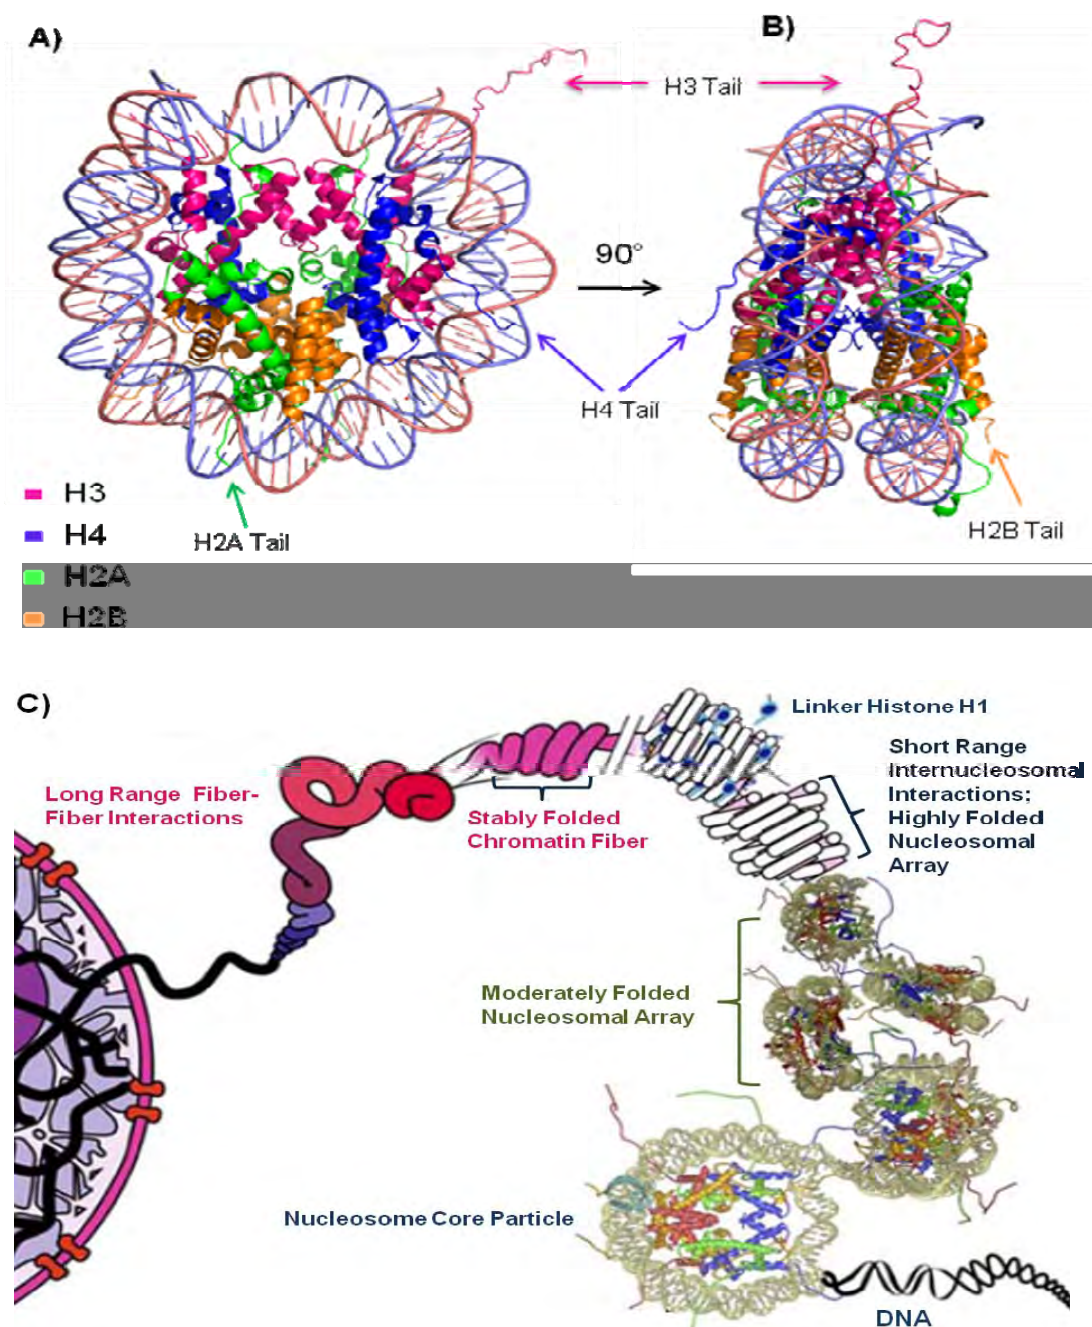 A)
B)
H3 Tail
90°
H4 Tail
H3
H4
H2A Tail
H2B Tail
H2A
H2B
C)
Linker Histone H1
Short Range
Internucleosomal
Interactions;
Highly Folded
Nucleosomal
Array
Long Range Fiber-
Fiber Interactions
Stably Folded
Chromatin Fiber
Moderately Folded
Nucleosomal Array
Nucleosome Core Particle
DNA